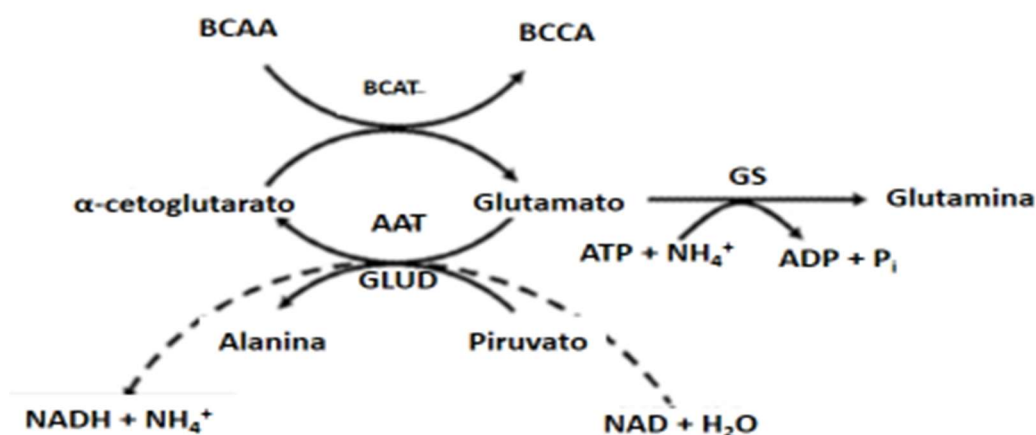 BCAA
BCCA
BCAT
α-cetoglutarato
AAT
Glutamato
GS
Glutamina
ATP + NH₄⁺
ADP + Pᵢ
GLUD
Alanina
Piruvato
NADH + NH₄⁺
NAD + H₂O